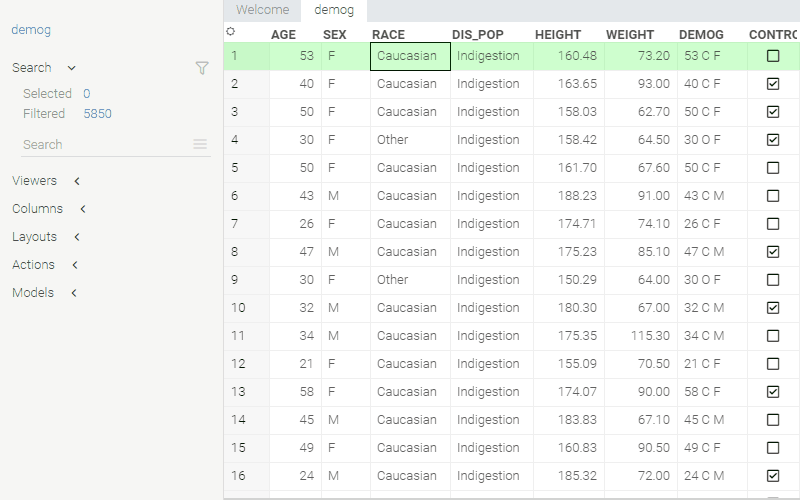 Welcome demog
demog
Search
Selected 0
Filtered 5850
Search
Viewers
Columns
Layouts
Actions
Models
AGE SEX RACE DIS_POP HEIGHT WEIGHT DEMOG CONTRO
1 53 F Caucasian Indigestion 160.48 73.20 53 C F
2 40 F Caucasian Indigestion 163.65 93.00 40 C F
3 50 F Caucasian Indigestion 158.03 62.70 50 C F
4 30 F Other Indigestion 158.42 64.50 30 O F
5 50 F Caucasian Indigestion 161.70 67.60 50 C F
6 43 M Caucasian Indigestion 188.23 91.00 43 C M
7 26 F Caucasian Indigestion 174.71 74.10 26 C F
8 47 M Caucasian Indigestion 175.23 85.10 47 C M
9 30 F Other Indigestion 150.29 64.00 30 O F
10 32 M Caucasian Indigestion 180.30 67.00 32 C M
11 34 M Caucasian Indigestion 175.35 115.30 34 C M
12 21 F Caucasian Indigestion 155.09 70.50 21 C F
13 58 F Caucasian Indigestion 174.07 90.00 58 C F
14 45 M Caucasian Indigestion 183.83 67.10 45 C M
15 49 F Caucasian Indigestion 160.83 90.50 49 C F
16 24 M Caucasian Indigestion 185.32 72.00 24 C M